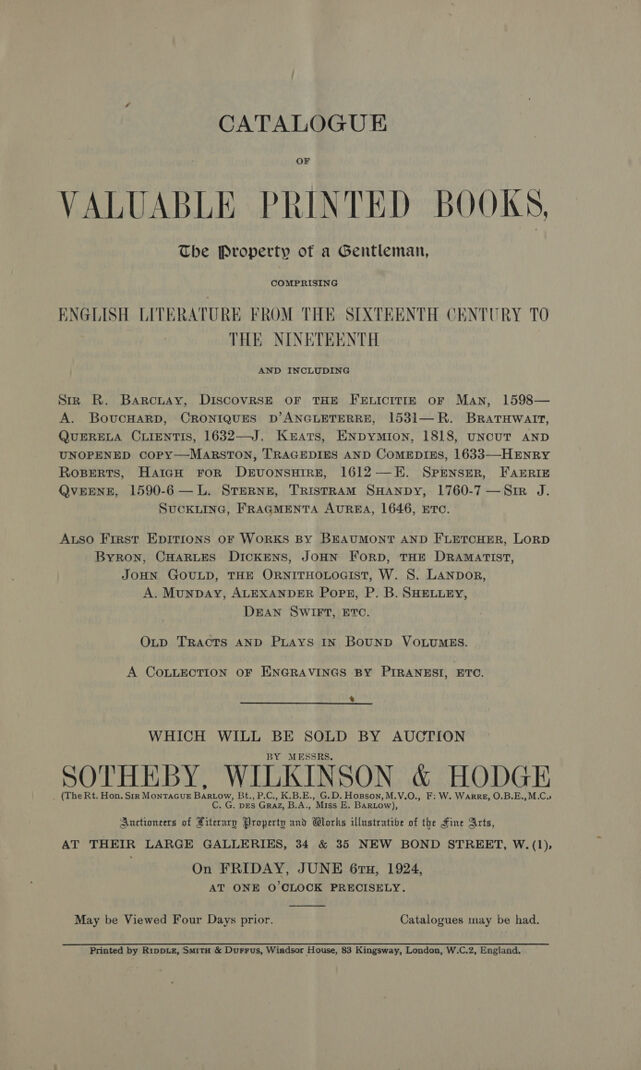 CATALOGUE
OF
VALUABLE PRINTED BOOKS,
The Property of a Gentleman,
COMPRISING
ENGLISH LITERATURE FROM THE SIXTEENTH CENTURY TO
THE NINETEENTH
AND INCLUDING
Sir R. Barclay, Discovrse of the Felicitie of Man, 1598—
A. Bouchard, Croniques d'Angleterre, 1531—R. Brathwait,
Querela Clientis, 1632—J. Keats, Endymion, 1818, uncut and
unopened copy—Marston, Tragedies and Comedies, 1633—Henry
Roberts, Haigh for Devonshire, 1612—E. Spenser, Faerie
Qveene, 1590-6—L. Sterne, Tristram Shandy, 1760-7—Sir J.
Suckling, Fragmenta Aurea, 1646, etc.
Also First Editions of Works by Beaumont and Fletcher, Lord
Byron, Charles Dickens, John Ford, the Dramatist,
John Gould, the Ornithologist, W. S. Landor,
A. Munday, Alexander Pope, P. B. Shelley,
Dean Swift, etc.
Old Tracts and Plays in Bound Volumes.
A Collection of Engravings by Piranesi, etc.
WHICH WILL BE SOLD BY AUCTION
BY MESSRS.
SOTHEBY, WILKINSON & HODGE
(The Rt. Hon. Sir Montague Barlow, Bt., P.C., K.B.E., G.D. Hobson, M.V.O., F. W. Warre, O.B.E., M.C.,
C. G. des Graz, B.A., Miss E. Barlow),
Auctioneers of Literary Property and Works illustrative of the Fine Arts,
AT THEIR LARGE GALLERIES, 34 & 35 NEW BOND STREET, W.(1),
On FRIDAY, JUNE 6th, 1924,
AT ONE O'CLOCK PRECISELY.
May be Viewed Four Days prior. Catalogues may be had.
Printed by Riddle, Smith & Duffus, Windsor House, 83 Kingsway, London, W.C.2, England.